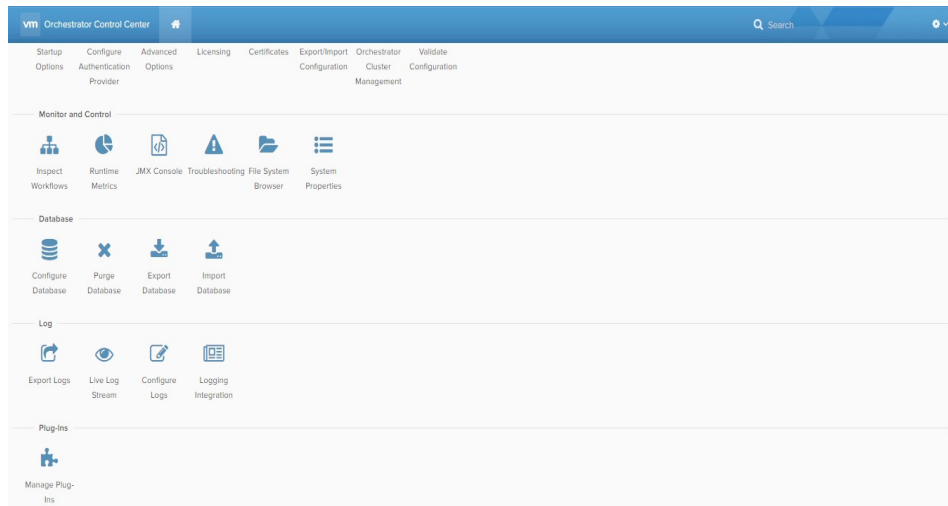 vm Orchestrator Control Center
Search
Startup Configure Advanced Licensing Certificates Export/Import Orchestrator Validate
Options Authentication Options Configuration Cluster Configuration
Provider Management
Monitor and Control
Inspect Runtime JMX Console Troubleshooting File System System
Workflows Metrics Browser Properties
Database
Configure Purge Export Import
Database Database Database Database
Log
Export Logs Live Log Configure Logging
Stream Logs Integration
Plug-Ins
Manage Plug-
Ins